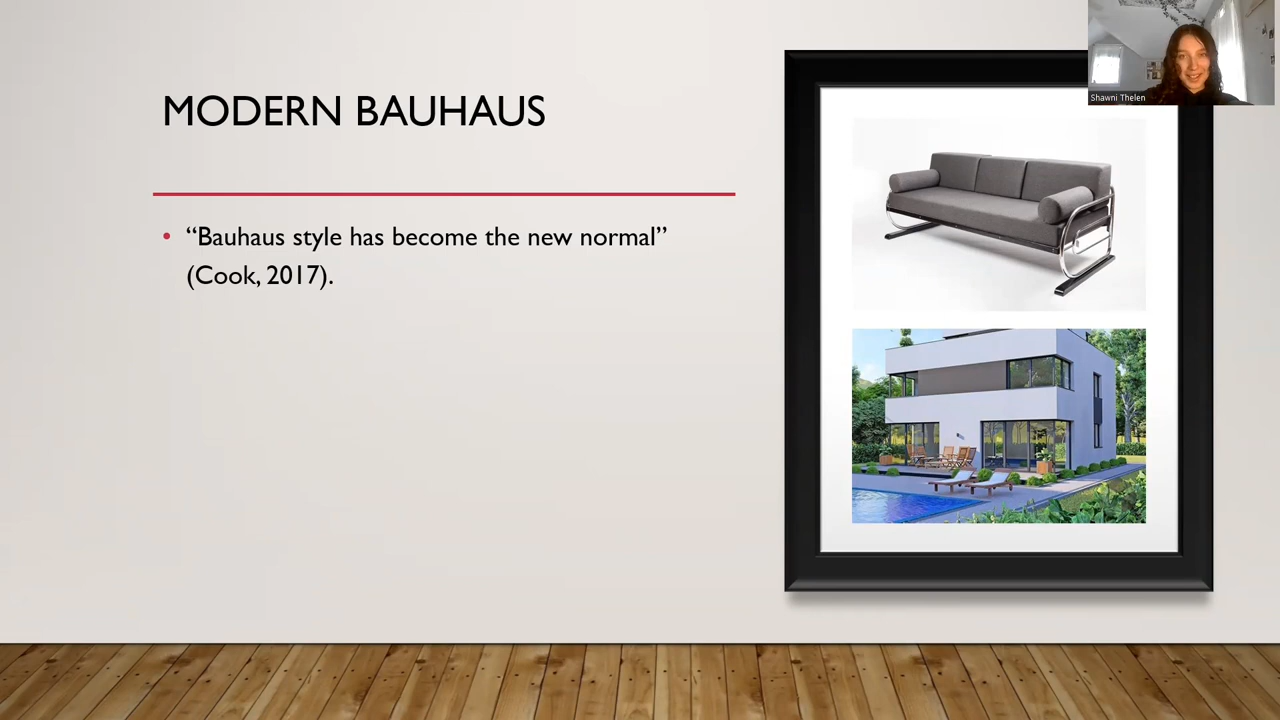 Shawni Thelen
MODERN BAUHAUS
• “Bauhaus style has become the new normal”
(Cook, 2017).